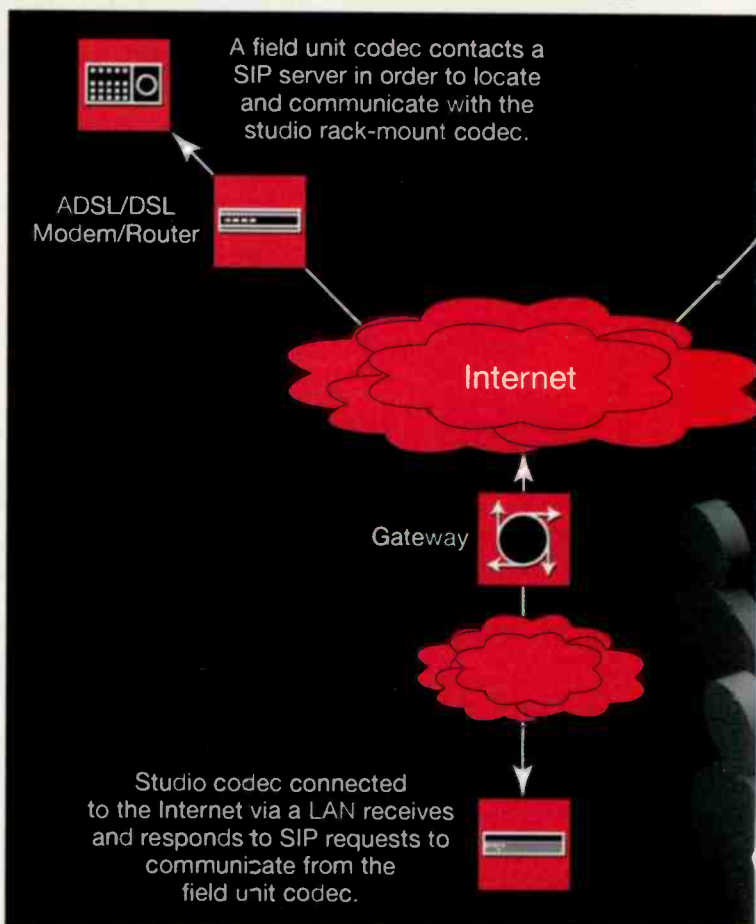 A field unit codec contacts a
SIP server in order to locate
and communicate with the
studio rack-mount codec.
ADSL/DSL
Modem/Router
Internet
Gateway
Studio codec connected
to the Internet via a LAN receives
and responds to SIP requests to
communicate from the
field unit codec.